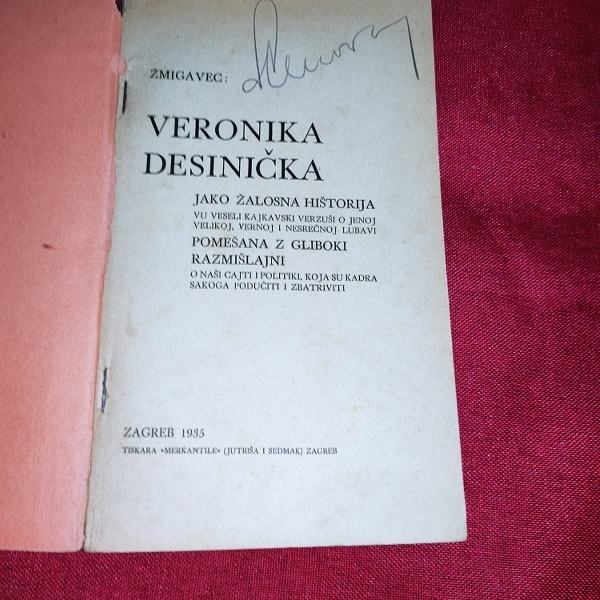 ŽMIGAVEC:
VERONIKA
DESINIČKA
JAKO ŽALOSNA HIŠTORIJA
VU VESELI KAJKAVSKI VERZUŠI O JENOJ
VELIKOJ, VERNOJ I NESREČNOJ LUBAVI
POMEŠANA Z GLIBOKI
RAZMIŠLAJNI
O NAŠI CAJTI I POLITIKI, KOJA SU KADRA
SAKOGA PODUČITI I ZBATRIVITI
ZAGREB 1935
TISKARA »MERKANTILE« (JUTRIŠA I SEDMAK) ZAGREB